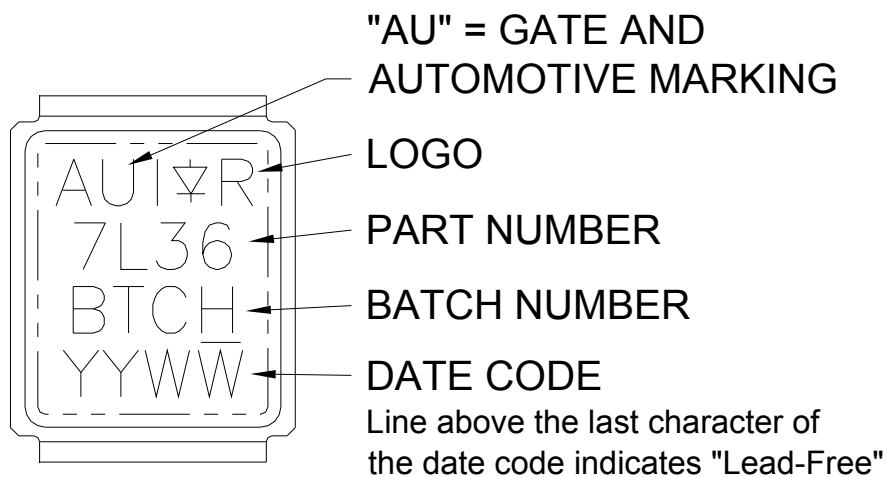 "AU" = GATE AND
AUTOMOTIVE MARKING
LOGO
PART NUMBER
BATCH NUMBER
DATE CODE
Line above the last character of
the date code indicates "Lead-Free"
AUI R
7L36
BTCH
YYWW̅